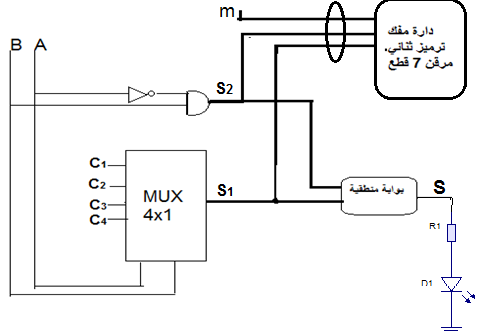 m
دارة مفك
ترميز ثنائي.
مرقن 7 قطع
B A
S2
C1
C2
C3
C4
MUX
4x1
S1
بوابة منطقية
S
R1
D1